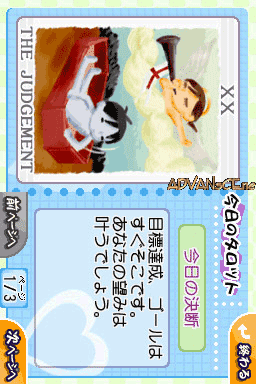 今日のタロット
終わる
XX
THE JUDGEMENT
ADVANSCENE
今日の決断
目標達成、ゴールは
すぐそこです。
あなたの望みは
叶うでしょう。
前ページへ
ページ
1/3
次ページへ